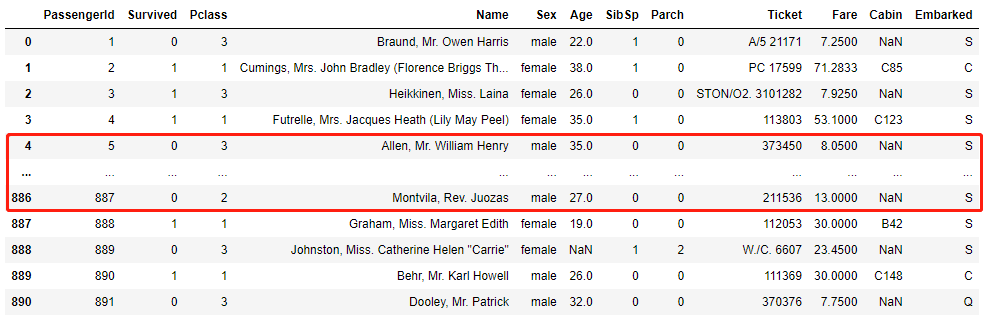 PassengerId Survived Pclass Name Sex Age SibSp Parch Ticket Fare Cabin Embarked
0 1 0 3 Braund, Mr. Owen Harris male 22.0 1 0 A/5 21171 7.2500 NaN S
1 2 1 1 Cumings, Mrs. John Bradley (Florence Briggs Th... female 38.0 1 0 PC 17599 71.2833 C85 C
2 3 1 3 Heikkinen, Miss. Laina female 26.0 0 0 STON/O2. 3101282 7.9250 NaN S
3 4 1 1 Futrelle, Mrs. Jacques Heath (Lily May Peel) female 35.0 1 0 113803 53.1000 C123 S
4 5 0 3 Allen, Mr. William Henry male 35.0 0 0 373450 8.0500 NaN S
... ... ... ... ... ... ... ... ... ... ... ... ...
886 887 0 2 Montvila, Rev. Juozas male 27.0 0 0 211536 13.0000 NaN S
887 888 1 1 Graham, Miss. Margaret Edith female 19.0 0 0 112053 30.0000 B42 S
888 889 0 3 Johnston, Miss. Catherine Helen "Carrie" female NaN 1 2 W./C. 6607 23.4500 NaN S
889 890 1 1 Behr, Mr. Karl Howell male 26.0 0 0 111369 30.0000 C148 C
890 891 0 3 Dooley, Mr. Patrick male 32.0 0 0 370376 7.7500 NaN Q